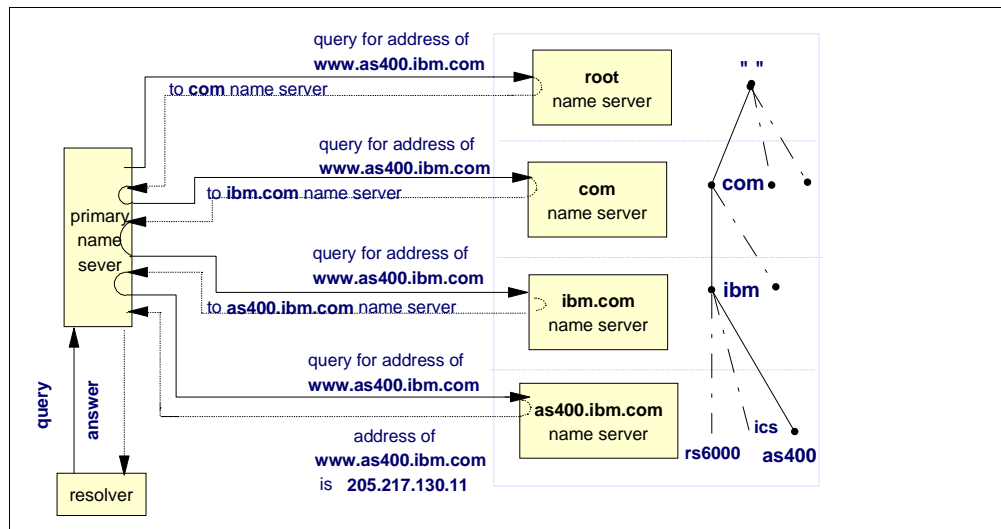 query for address of
www.as400.ibm.com
to com name server
root
name server
" "
query for address of
www.as400.ibm.com
to ibm.com name server
com
name server
com
primary
name
sever
query for address of
www.as400.ibm.com
to as400.ibm.com name server
ibm.com
name server
ibm
query for address of
www.as400.ibm.com
as400.ibm.com
name server
address of
www.as400.ibm.com
is 205.217.130.11
rs6000
ics
as400
query
answer
resolver